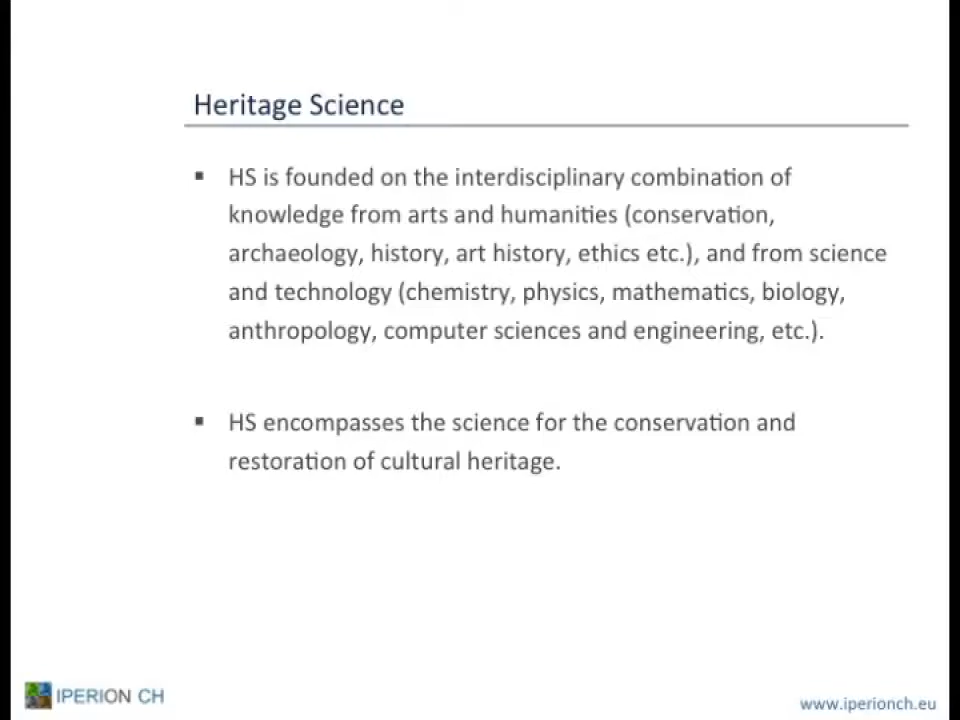 Heritage Science
▪ HS is founded on the interdisciplinary combination of
knowledge from arts and humanities (conservation,
archaeology, history, art history, ethics etc.), and from science
and technology (chemistry, physics, mathematics, biology,
anthropology, computer sciences and engineering, etc.).
▪ HS encompasses the science for the conservation and
restoration of cultural heritage.
IPERION CH
www.iperionch.eu